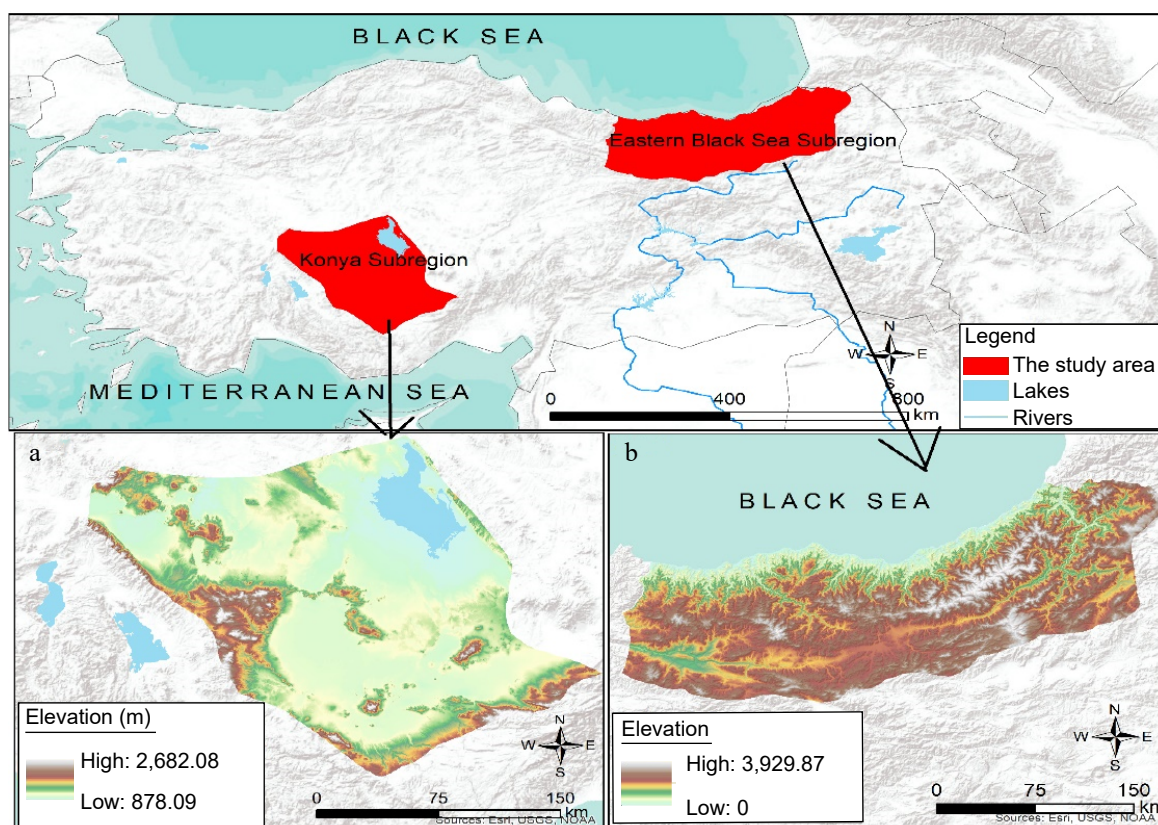 BLACK SEA
Eastern Black Sea Subregion
Konya Subregion
MEDITERRANEAN SEA
N
W E
S
0 400 800
km
Legend
The study area
Lakes
Rivers
a
Elevation (m)
High: 2,682.08
Low: 878.09
N
W E
S
0 75 150
km
Sources: Esri, USGS, NOAA
b
BLACK SEA
Elevation
High: 3,929.87
Low: 0
N
W E
S
0 75 150
km
Sources: Esri, USGS, NOAA